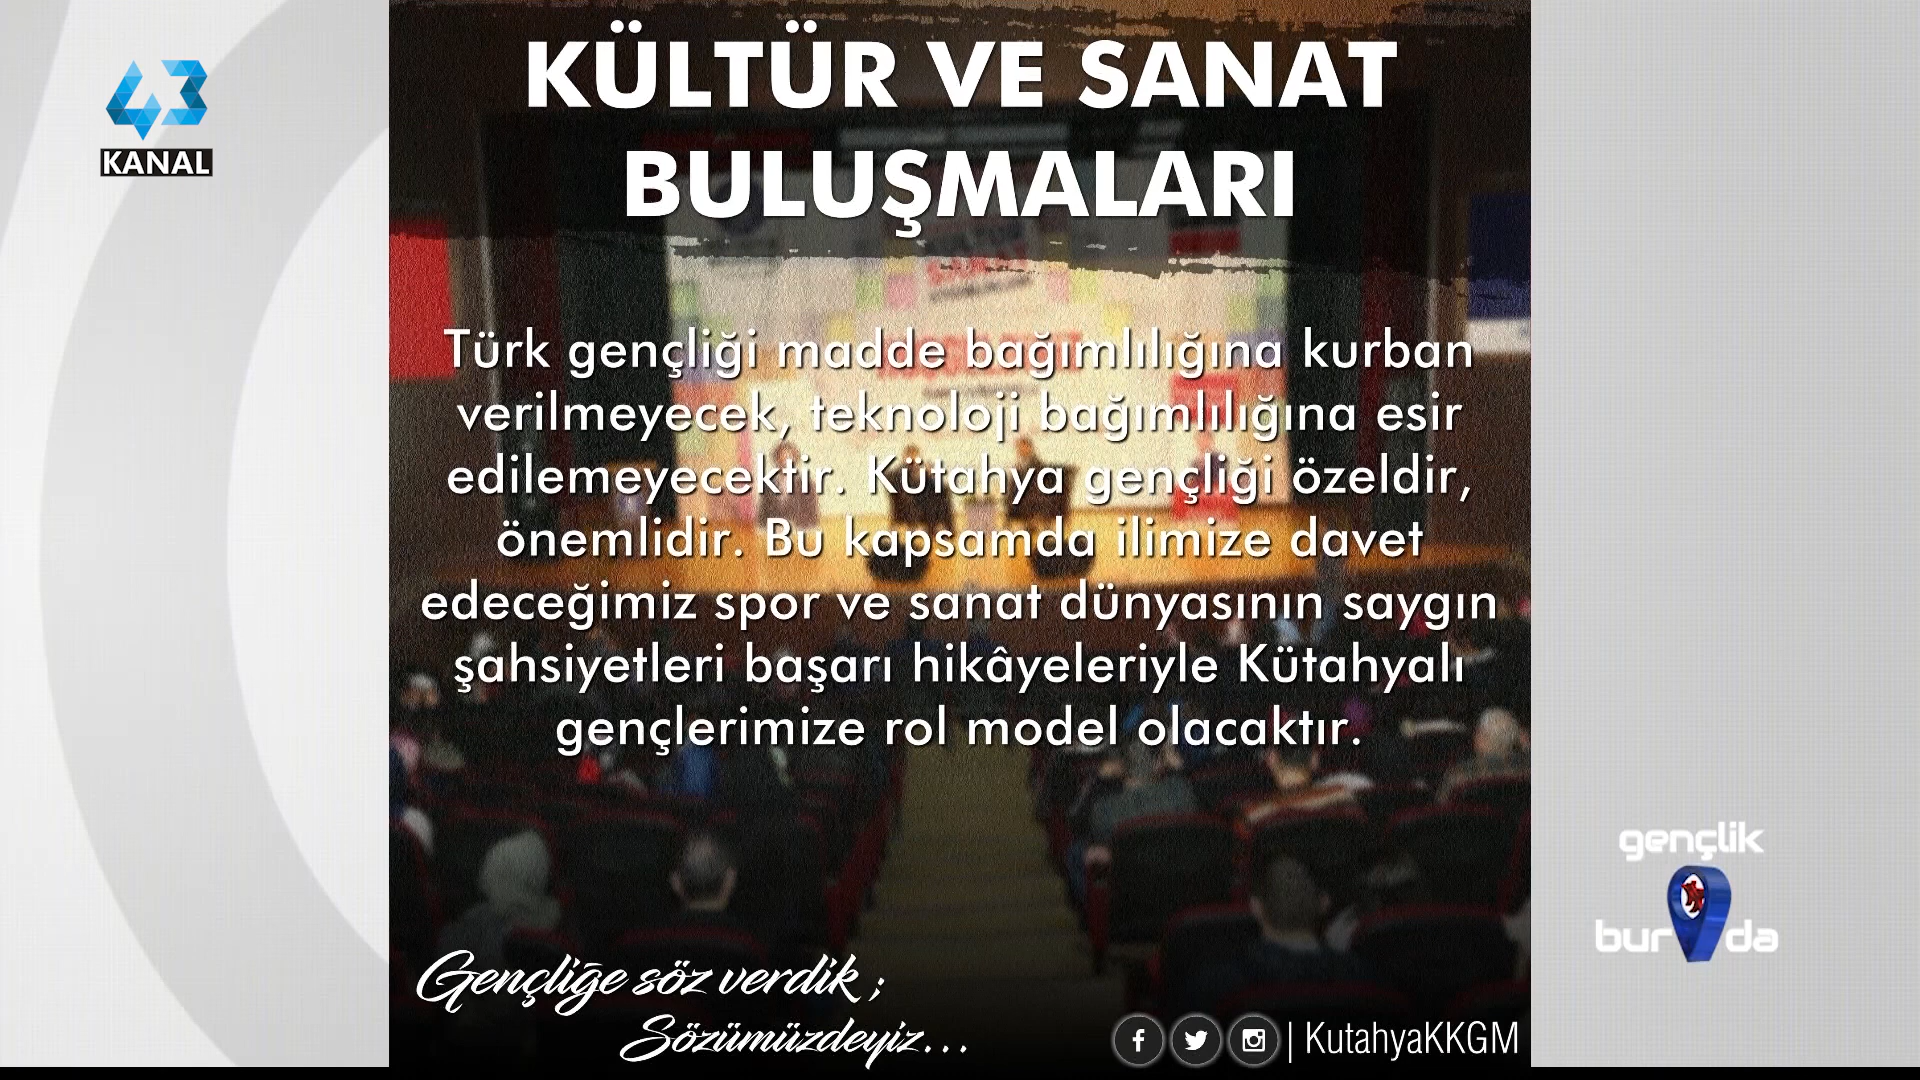 KÜLTÜR VE SANAT
BULUŞMALARI
43
KANAL
Türk gençliği madde bağımlılığına kurban
verilmeyecek, teknoloji bağımlılığına esir
edilemeyecektir. Kütahya gençliği özeldir,
önemlidir. Bu kapsamda ilimize davet
edeceğimiz spor ve sanat dünyasının saygın
şahsiyetleri başarı hikâyeleriyle Kütahyalı
gençlerimize rol model olacaktır.
gençlik
burda
Gençliğe söz verdik ;
Sözümüzdeyiz...
| KutahyaKKGM